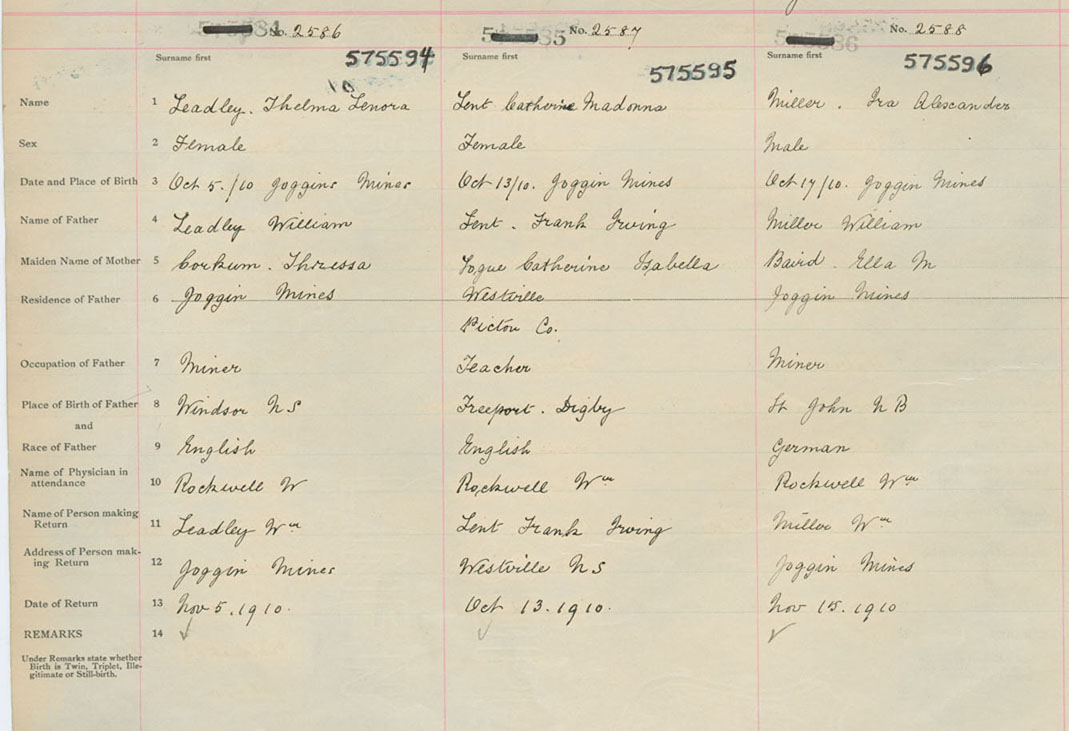 No. 2586 No. 2587 No. 2588
Surname first 575594 Surname first 575595 Surname first 575596
Name 1 Leadley. Thelma Lenora Lent Catherine Madonna Miller. Ira Alexcander
Sex 2 Female Female Male
Date and Place of Birth 3 Oct 5./10 Joggins Mines Oct 13/10. Joggin Mines Oct 17/10. Joggin Mines
Name of Father 4 Leadley William Lent. Frank Irving Miller William
Maiden Name of Mother 5 Corkum. Thressa Catherine Isabella Baird. Ella M
Residence of Father 6 Joggin Mines Westville Joggin Mines
Pictou Co.
Occupation of Father 7 Miner Teacher Miner
Place of Birth of Father 8 Windsor N S Freeport. Digby St John N B
and
Race of Father 9 English English German
Name of Physician in
attendance 10 Rockwell W Rockwell Wm Rockwell Wm
Name of Person making
Return 11 Leadley Wm Lent Frank Irving Miller Wm
Address of Person mak-
ing Return 12 Joggin Mines Westville N S Joggin Mines
Date of Return 13 Nov 5. 1910. Oct 13. 1910. Nov 15. 1910
REMARKS 14
Under Remarks state whether
Birth is Twin, Triplet, Ille-
gitimate or Still-birth.